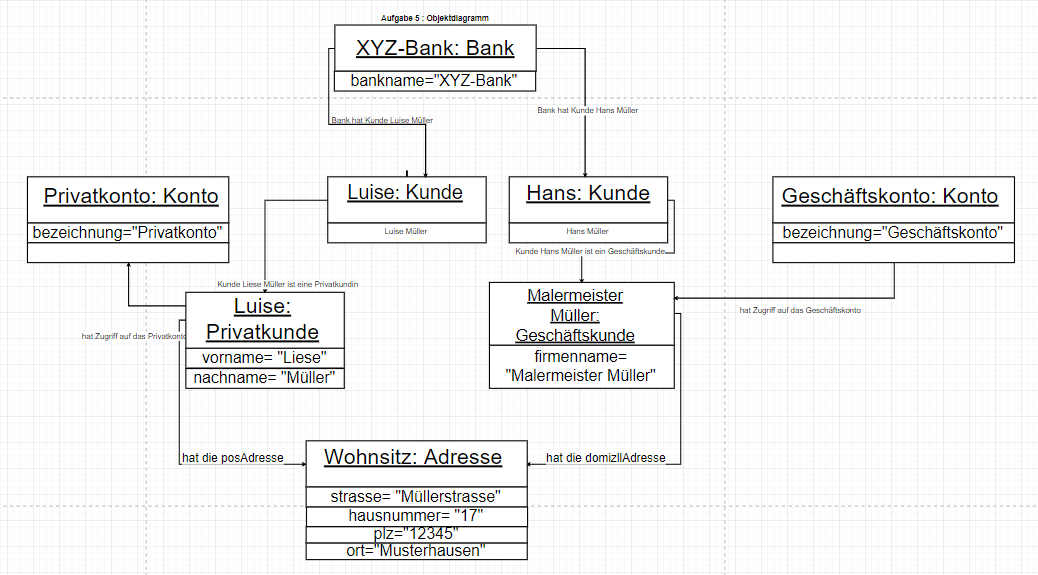 Aufgabe 5 : Objektdiagramm
XYZ-Bank: Bank
bankname="XYZ-Bank"
Bank hat Kunde Luise Müller
Bank hat Kunde Hans Müller
Privatkonto: Konto
bezeichnung="Privatkonto"
Luise: Kunde
Luise Müller
Hans: Kunde
Hans Müller
Geschäftskonto: Konto
bezeichnung="Geschäftskonto"
Kunde Hans Müller ist ein Geschäftskunde
Kunde Liese Müller ist eine Privatkundin
Luise:
Privatkunde
vorname= "Liese"
nachname= "Müller"
Malermeister
Müller:
Geschäftskunde
firmenname=
"Malermeister Müller"
hat Zugriff auf das Geschäftskonto
hat Zugriff auf das Privatkonto
hat die posAdresse
hat die domizllAdresse
Wohnsitz: Adresse
strasse= "Müllerstrasse"
hausnummer= "17"
plz="12345"
ort="Musterhausen"